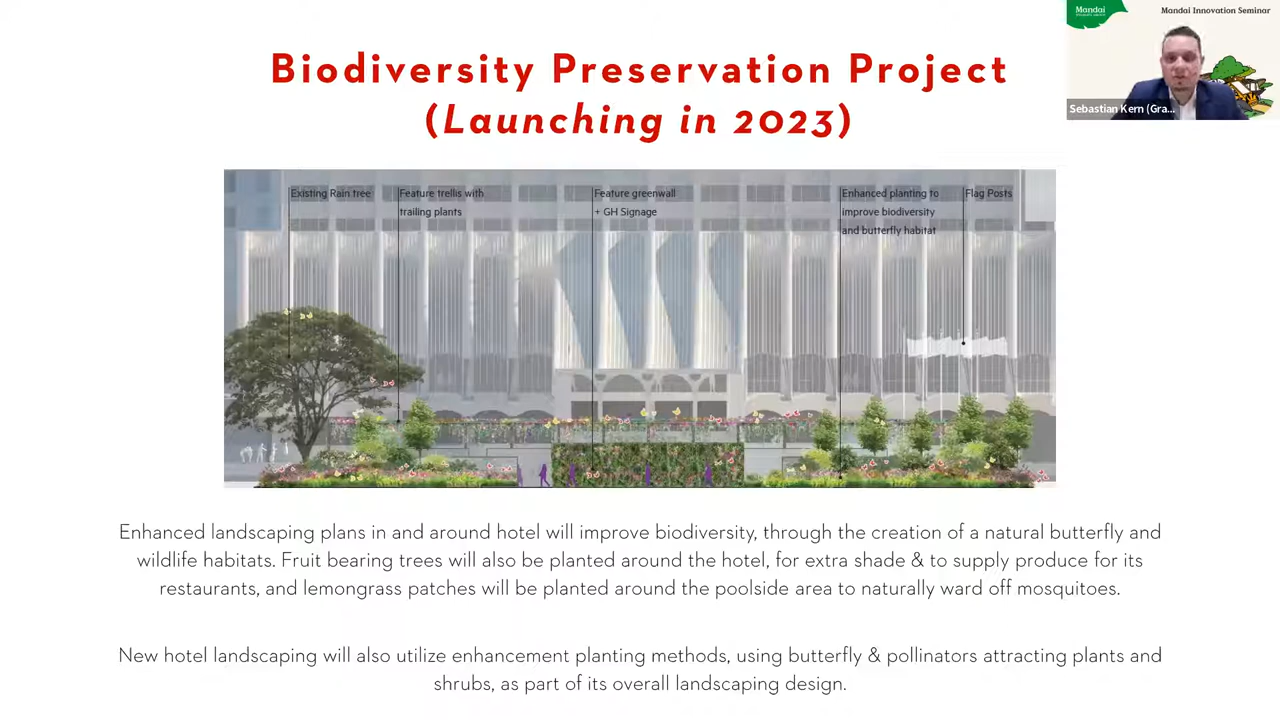 Biodiversity Preservation Project
(Launching in 2023)
Mandai
Mandai Innovation Seminar
Sebastian Kern (Gra...
Existing Rain tree
Feature trellis with
trailing plants
Feature greenwall
+ GH Signage
Enhanced planting to
improve biodiversity
and butterfly habitat
Flag Posts
Enhanced landscaping plans in and around hotel will improve biodiversity, through the creation of a natural butterfly and
wildlife habitats. Fruit bearing trees will also be planted around the hotel, for extra shade & to supply produce for its
restaurants, and lemongrass patches will be planted around the poolside area to naturally ward off mosquitoes.
New hotel landscaping will also utilize enhancement planting methods, using butterfly & pollinators attracting plants and
shrubs, as part of its overall landscaping design.